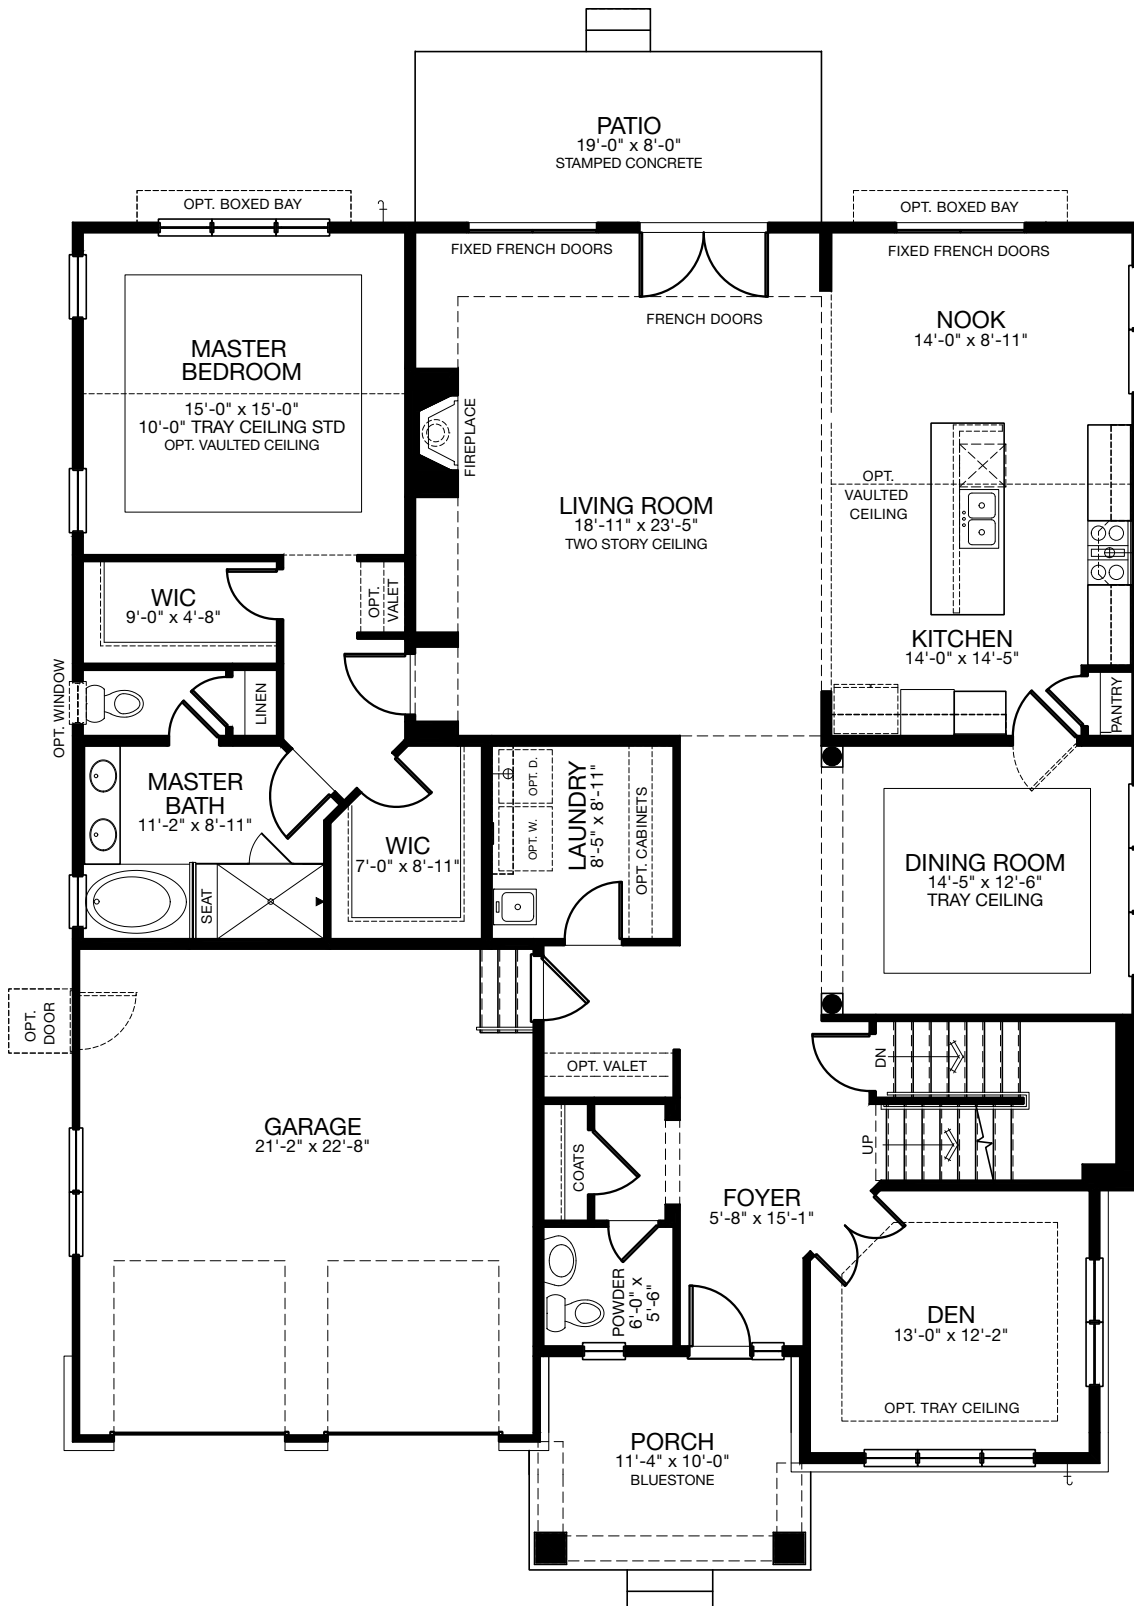 PATIO
19'-0" x 8'-0"
STAMPED CONCRETE
OPT. BOXED BAY
OPT. BOXED BAY
FIXED FRENCH DOORS
FRENCH DOORS
FIXED FRENCH DOORS
MASTER
BEDROOM
15'-0" x 15'-0"
10'-0" TRAY CEILING STD
OPT. VAULTED CEILING
FIREPLACE
LIVING ROOM
18'-11" x 23'-5"
TWO STORY CEILING
NOOK
14'-0" x 8'-11"
OPT.
VAULTED
CEILING
KITCHEN
14'-0" x 14'-5"
PANTRY
WIC
9'-0" x 4'-8"
OPT.
VALET
OPT. WINDOW
LINEN
MASTER
BATH
11'-2" x 8'-11"
SEAT
WIC
7'-0" x 8'-11"
OPT. D.
OPT. W.
LAUNDRY
8'-5" x 8'-11"
OPT. CABINETS
DINING ROOM
14'-5" x 12'-6"
TRAY CEILING
OPT.
DOOR
OPT. VALET
DN
UP
GARAGE
21'-2" x 22'-8"
COATS
FOYER
5'-8" x 15'-1"
POWDER
6'-0" x
5'-6"
DEN
13'-0" x 12'-2"
OPT. TRAY CEILING
PORCH
11'-4" x 10'-0"
BLUESTONE